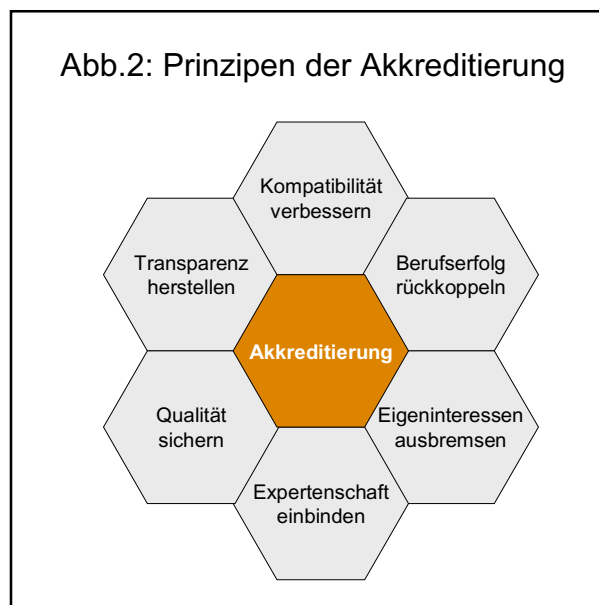 Abb.2: Prinzipen der Akkreditierung
Kompatibilität
verbessern
Transparenz
herstellen
Berufserfolg
rückkoppeln
Akkreditierung
Qualität
sichern
Eigeninteressen
ausbremsen
Expertenschaft
einbinden